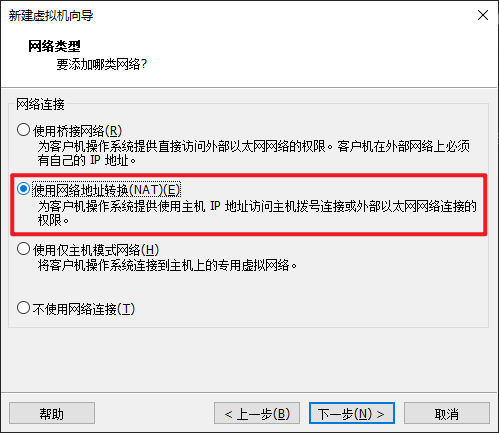 新建虚拟机向导
网络类型
要添加哪类网络?
网络连接
使用桥接网络(R)
为客户机操作系统提供直接访问外部以太网网络的权限。客户机在外部网络上必须
有自己的 IP 地址。
使用网络地址转换(NAT)(E)
为客户机操作系统提供使用主机 IP 地址访问主机拨号连接或外部以太网网络连接的
权限。
使用仅主机模式网络(H)
将客户机操作系统连接到主机上的专用虚拟网络。
不使用网络连接(T)
帮助
< 上一步(B)
下一步(N) >
取消